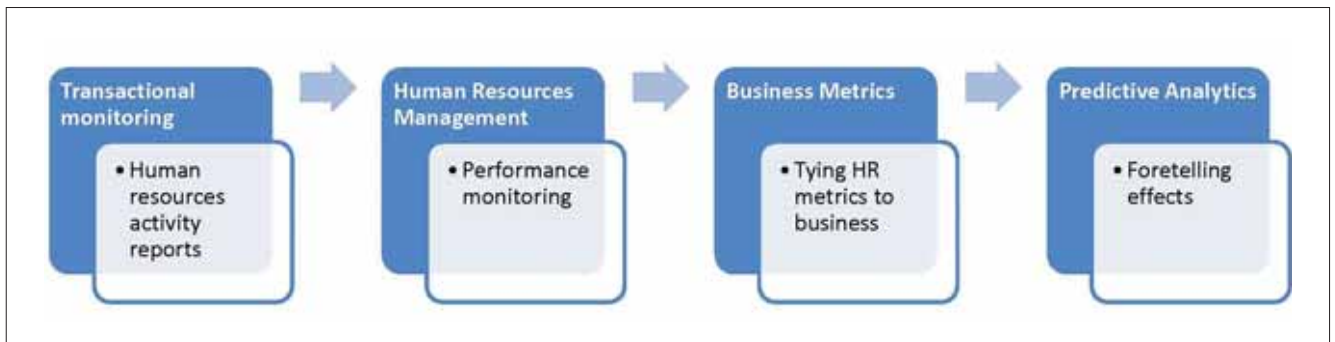 Transactional
monitoring
• Human
resources
activity
reports
Human Resources
Management
• Performance
monitoring
Business Metrics
• Tying HR
metrics to
business
Predictive Analytics
• Foretelling
effects